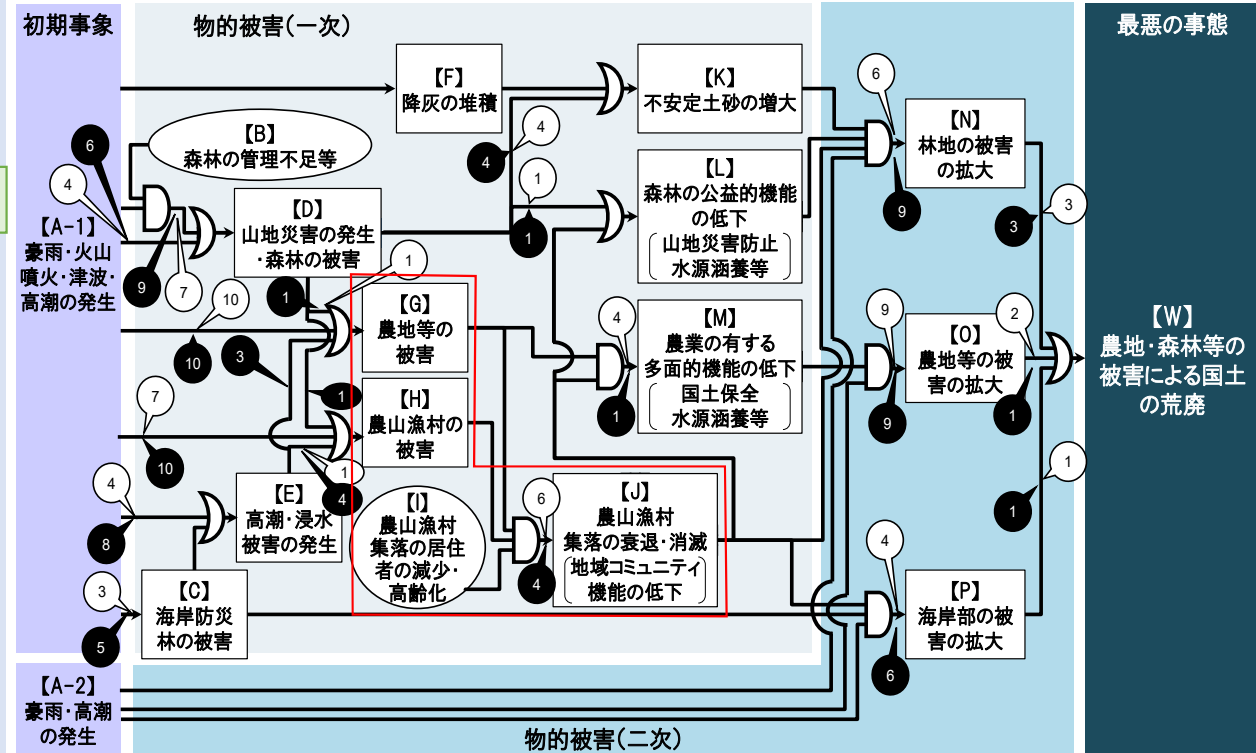 初期事象
物的被害(一次)
最悪の事態
【A-1】
豪雨・火山
噴火・津波・
高潮の発生
【A-2】
豪雨・高潮
の発生
【B】
森林の管理不足等
【C】
海岸防災
林の被害
【D】
山地災害の発生
・森林の被害
【E】
高潮・浸水
被害の発生
【F】
降灰の堆積
【G】
農地等の
被害
【H】
農山漁村の
被害
【I】
農山漁村
集落の居住
者の減少・
高齢化
【J】
農山漁村
集落の衰退・消滅
地域コミュニティ
機能の低下
【K】
不安定土砂の増大
【L】
森林の公益的機能
の低下
山地災害防止
水源涵養等
【M】
農業の有する
多面的機能の低下
国土保全
水源涵養等
【N】
林地の被害
の拡大
【O】
農地等の被
害の拡大
【P】
海岸部の被
害の拡大
【W】
農地・森林等の
被害による国土
の荒廃
物的被害(二次)
6
4
9
7
10
10
7
10
4
8
3
5
1
1
3
1
1
4
4
4
1
1
6
4
4
1
6
9
9
9
4
6
3
3
2
1
1
1